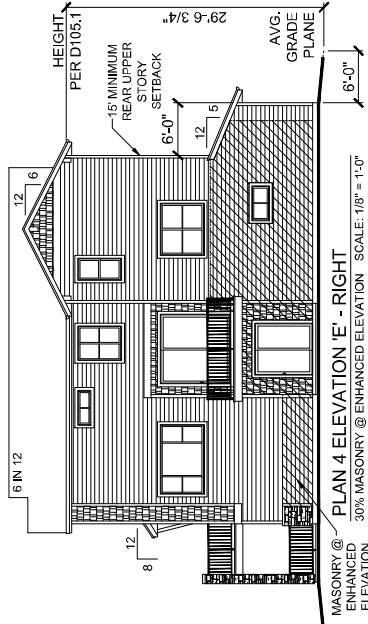 6 IN 12
12
6
HEIGHT
PER D105.1
29'-6 3/4"
15' MINIMUM
REAR UPPER
STORY
SETBACK
6'-0"
12
5
12
8
AVG.
GRADE
PLANE
6'-0"
MASONRY @
ENHANCED
ELEVATION
PLAN 4 ELEVATION 'E' - RIGHT
30% MASONRY @ ENHANCED ELEVATION SCALE: 1/8" = 1'-0"